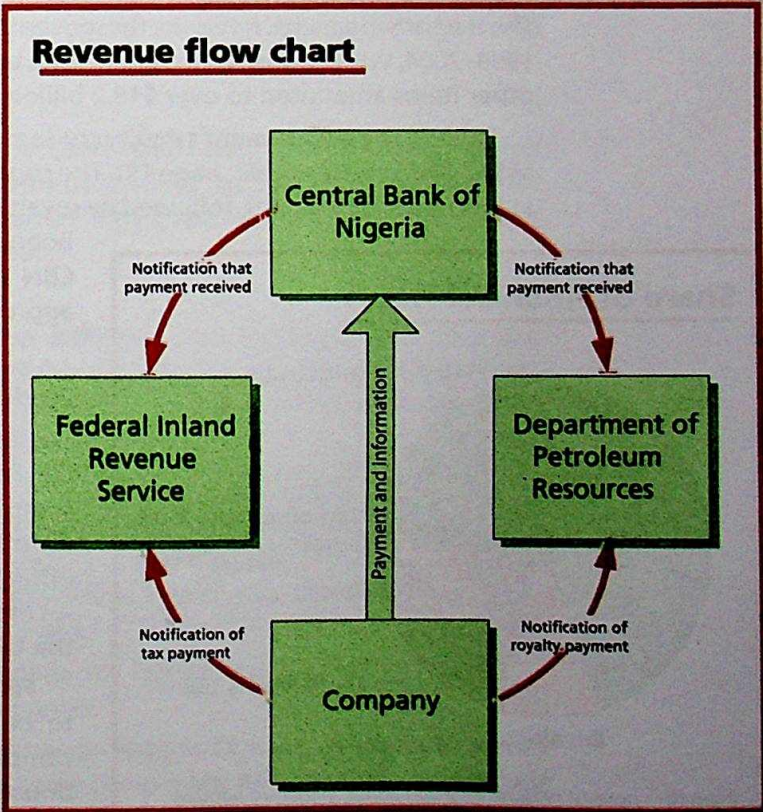 Revenue flow chart
Central Bank of
Nigeria
Notification that
payment received
Notification that
payment received
Federal Inland
Revenue
Service
Payment and Information
Department of
Petroleum
Resources
Notification of
tax payment
Notification of
royalty payment
Company